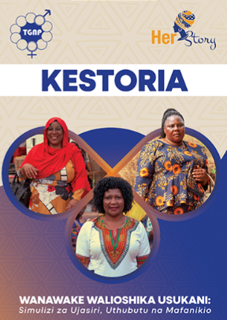 TGNP
Her Story
KESTORIA
WANAWAKE WALIOSHIKA USUKANI:
Simulizi za Ujasiri, Uthubutu na Mafanikio